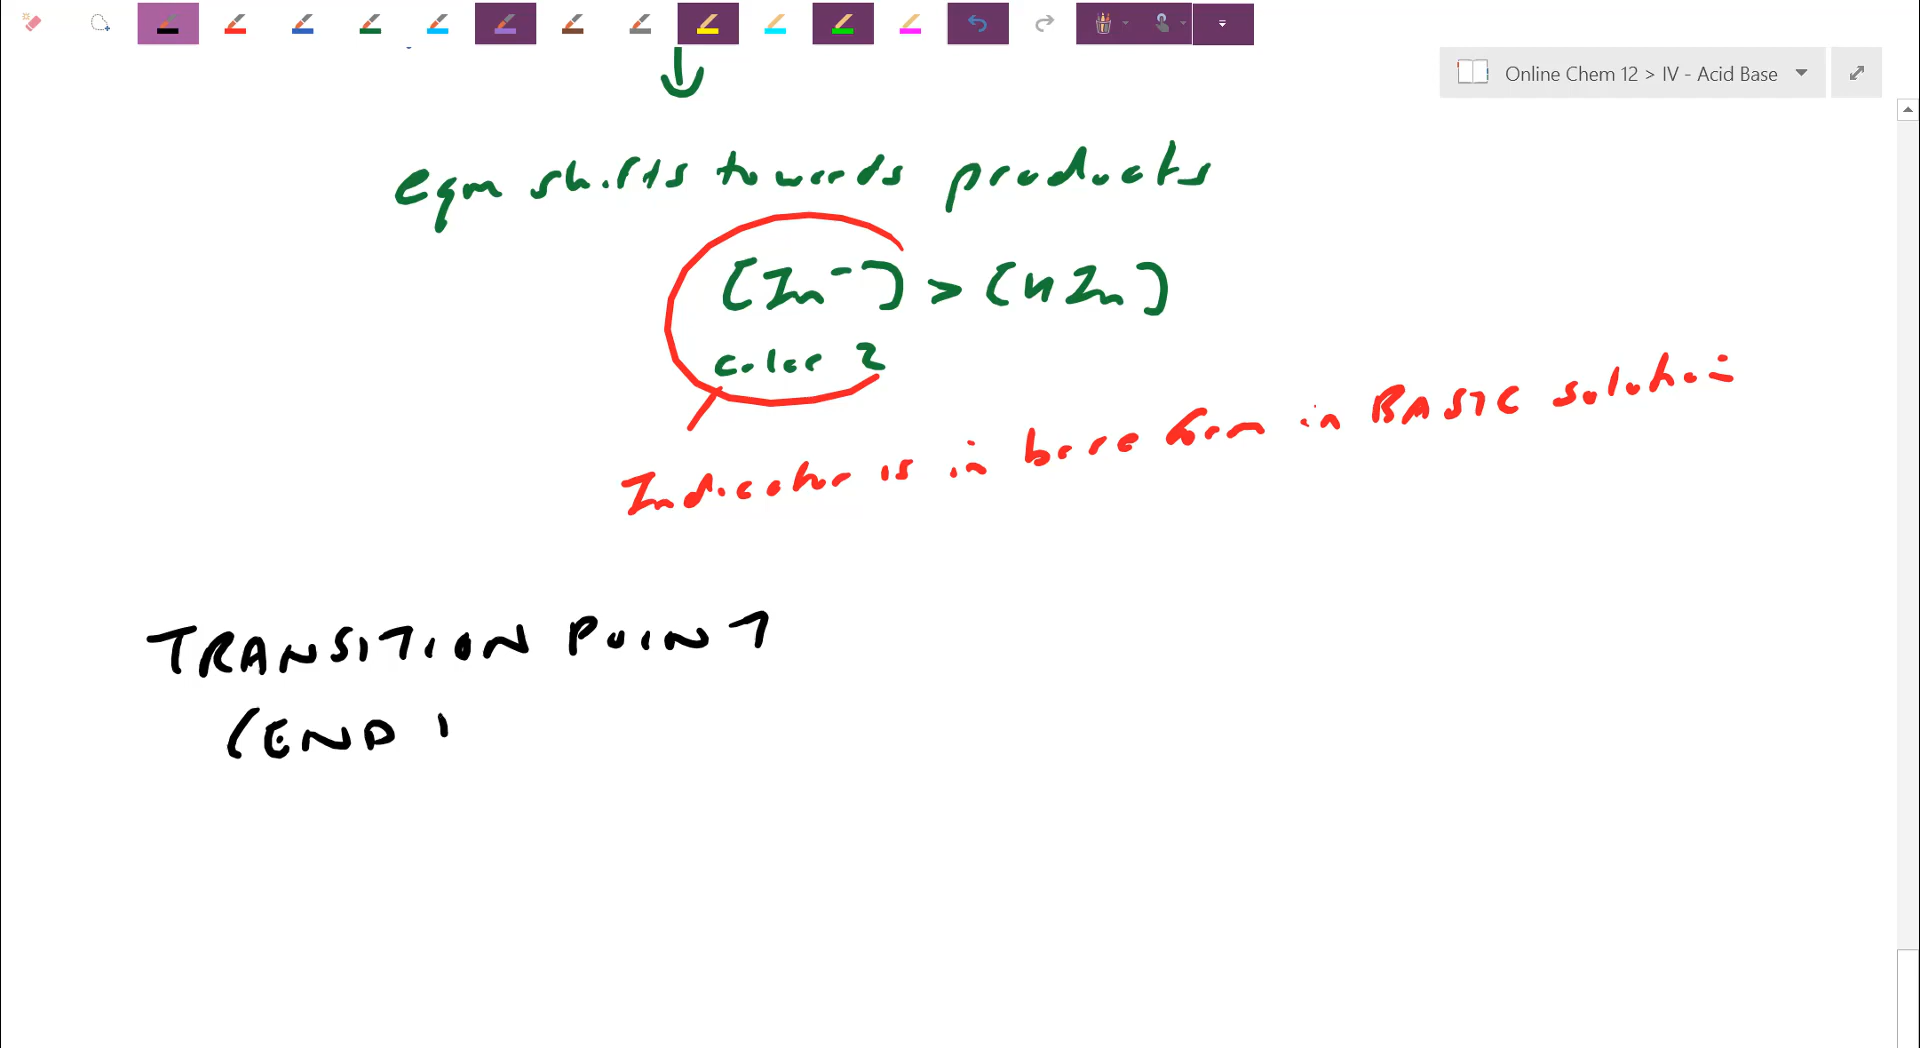 Online Chem 12 > IV - Acid Base
eqm shifts towards products
[In⁻] > [HIn]
color 2
Indicator is in base form in BASIC solution
TRANSITION POINT
(END